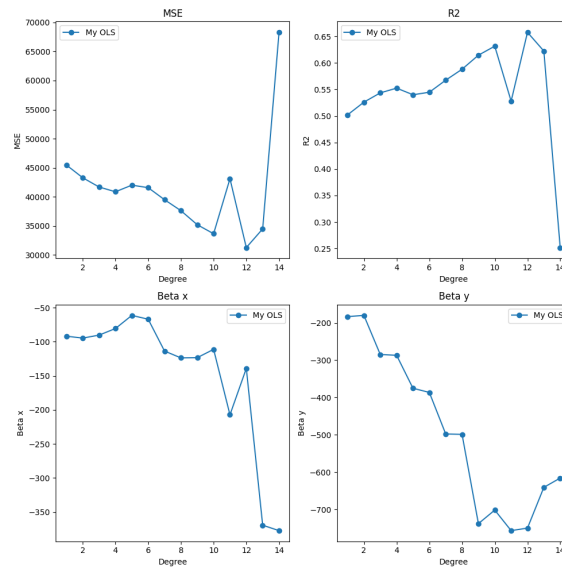 MSE
My OLS
70000
65000
60000
55000
50000
45000
40000
35000
30000
MSE
2 4 6 8 10 12 14
Degree
R2
My OLS
0.65
0.60
0.55
0.50
0.45
0.40
0.35
0.30
0.25
R2
2 4 6 8 10 12 14
Degree
Beta x
My OLS
−50
−100
−150
−200
−250
−300
−350
Beta x
2 4 6 8 10 12 14
Degree
Beta y
My OLS
−200
−300
−400
−500
−600
−700
Beta y
2 4 6 8 10 12 14
Degree